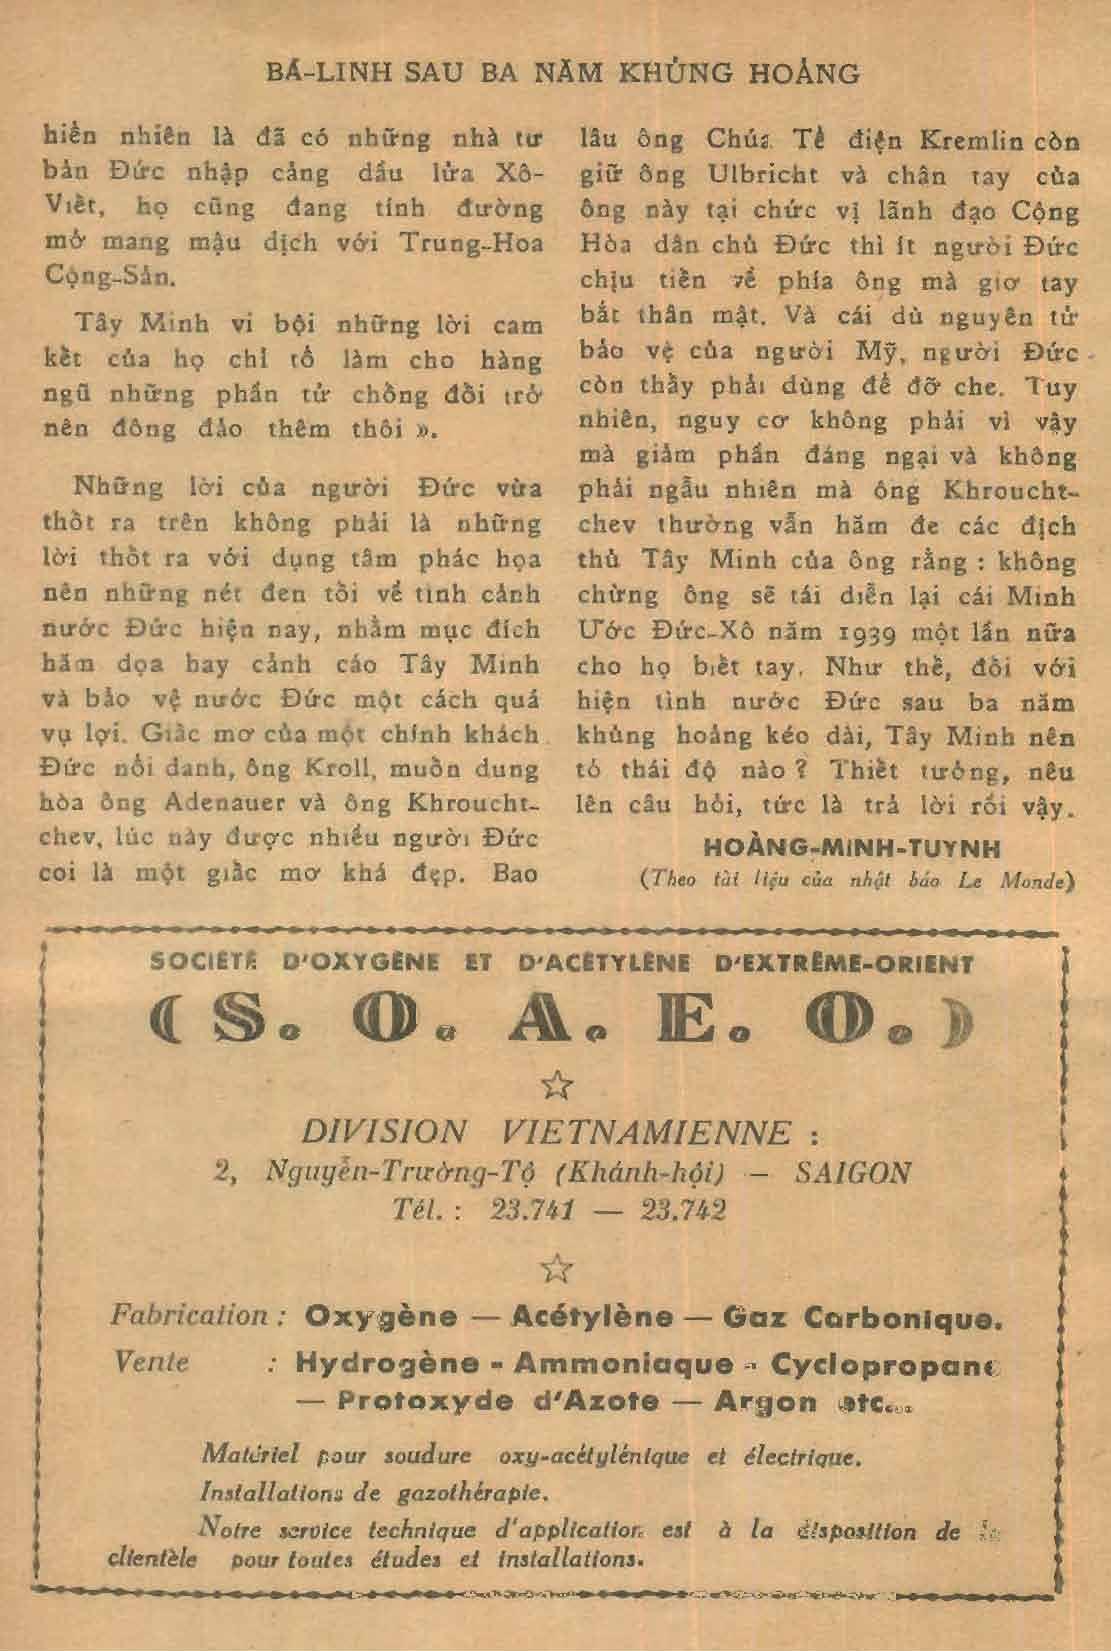 BÁ-LINH SAU BA NĂM KHỦNG HOẢNG
hiển nhiên là đã có những nhà tư
bản Đức nhập cảng dầu lửa Xô-
Viết, họ cũng đang tính đường
mở mang mậu dịch với Trung-Hoa
Cộng-Sản.
Tây Minh vi bội những lời cam
kết của họ chỉ tổ làm cho hàng
ngũ những phần tử chống đối trở
nên đông đảo thêm thôi ».
Những lời của người Đức vừa
thốt ra trên không phải là những
lời thốt ra với dụng tâm phác họa
nên những nét đen tối về tình cảnh
nước Đức hiện nay, nhằm mục đích
hăm dọa hay cảnh cáo Tây Minh
và bảo vệ nước Đức một cách quá
vụ lợi. Giấc mơ của một chính khách
Đức nổi danh, ông Kroll, muốn dung
hòa ông Adenauer và ông Khroucht-
chev, lúc này được nhiều người Đức
coi là một giấc mơ khá đẹp. Bao
lâu ông Chúa Tể điện Kremlin còn
giữ ông Ulbricht và chân tay của
ông này tại chức vị lãnh đạo Cộng
Hòa dân chủ Đức thì ít người Đức
chịu tiến về phía ông mà giơ tay
bắt thân mật. Và cái dù nguyên tử
bảo vệ của người Mỹ, người Đức
còn thấy phải dùng để đỡ che. Tuy
nhiên, nguy cơ không phải vì vậy
mà giảm phần đáng ngại và không
phải ngẫu nhiên mà ông Khroucht-
chev thường vẫn hăm đe các địch
thủ Tây Minh của ông rằng : không
chừng ông sẽ tái diễn lại cái Minh
Ước Đức-Xô năm 1939 một lần nữa
cho họ biết tay. Như thế, đối với
hiện tình nước Đức sau ba năm
khủng hoảng kéo dài, Tây Minh nên
tỏ thái độ nào ? Thiết tưởng, nêu
lên câu hỏi, tức là trả lời rồi vậy.
HOÀNG-MINH-TUYNH
(Theo tài liệu của nhật báo Le Monde)
SOCIÉTÉ D'OXYGÈNE ET D'ACÉTYLÈNE D'EXTRÊME-ORIENT
( S. O. A. E. O. )
DIVISION VIETNAMIENNE :
2, Nguyễn-Trường-Tộ (Khánh-hội) — SAIGON
Tél. : 23.741 — 23.742
Fabrication : Oxygène — Acétylène — Gaz Carbonique.
Vente : Hydrogène - Ammoniaque - Cyclopropane
— Protoxyde d'Azote — Argon etc...
Matériel pour soudure oxy-acétylénique et électrique.
Installations de gazothérapie.
Notre service technique d'application est à la disposition de la
clientèle pour toutes études et installations.